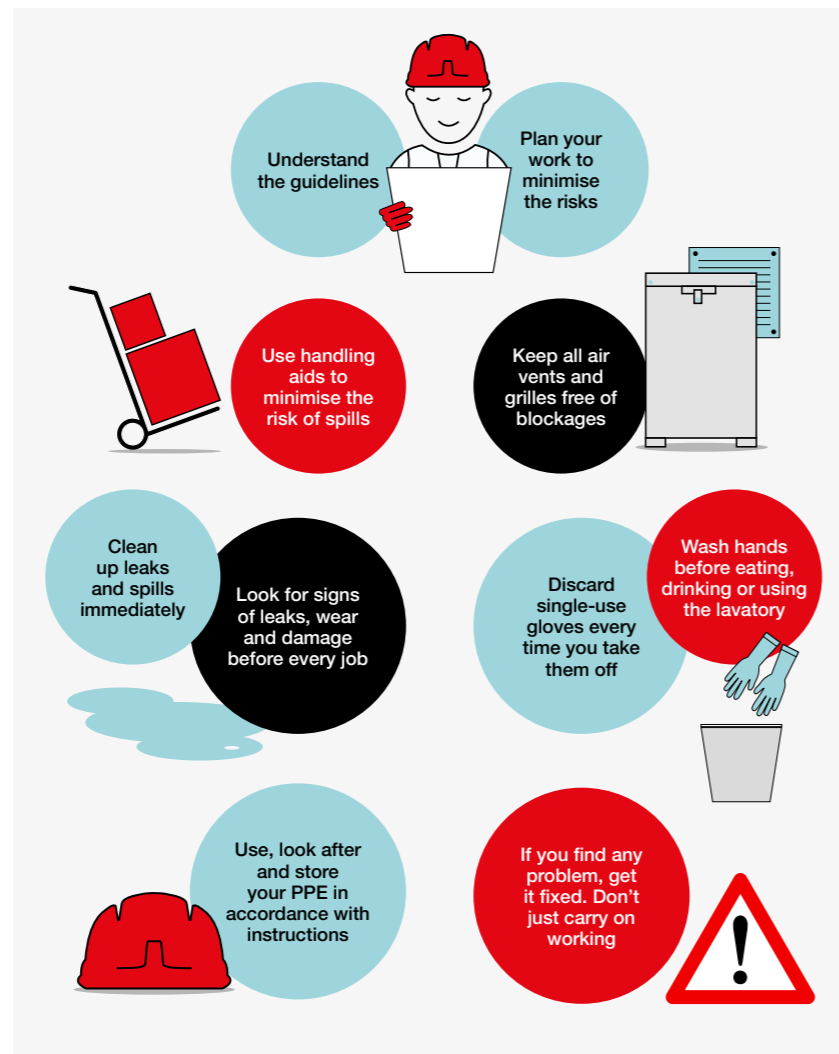 Understand
the guidelines
Plan your
work to
minimise
the risks
Use handling
aids to
minimise the
risk of spills
Keep all air
vents and
grilles free of
blockages
Clean
up leaks
and spills
immediately
Look for signs
of leaks, wear
and damage
before every job
Discard
single-use
gloves every
time you take
them off
Wash hands
before eating,
drinking or using
the lavatory
Use, look after
and store
your PPE in
accordance with
instructions
If you find any
problem, get
it fixed. Don’t
just carry on
working